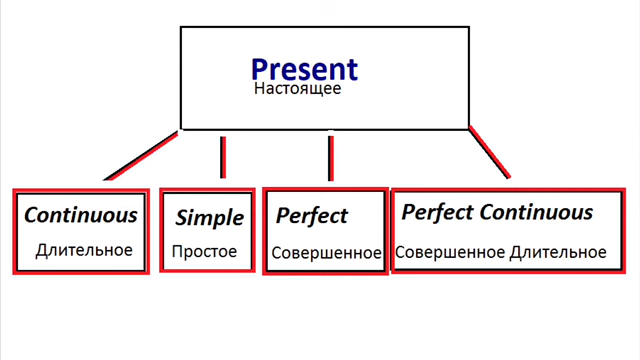 Present
Настоящее
Continuous
Длительное
Simple
Простое
Perfect
Совершенное
Perfect Continuous
Совершенное Длительное